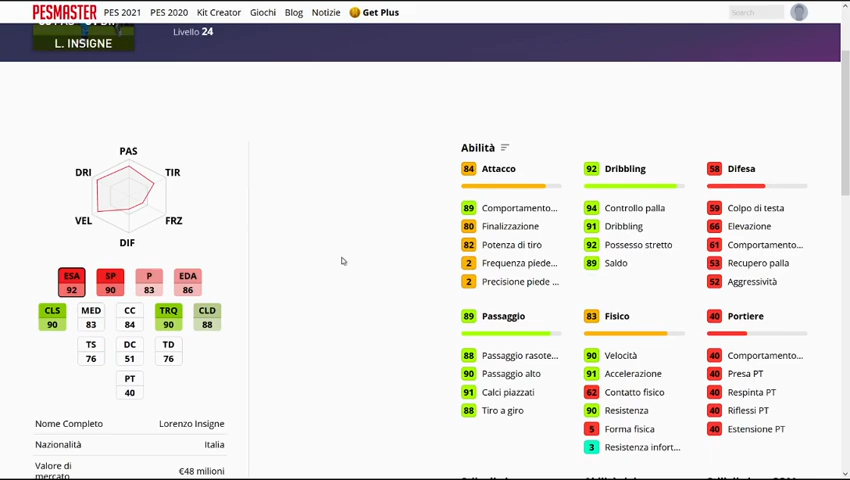 PESMASTER PES 2021 PES 2020 Kit Creator Giochi Blog Notizie Get Plus Search
L. INSIGNE
Livello 24
PAS
DRI TIR
VEL FRZ
DIF
ESA SP P EDA
92 90 83 86
CLS MED CC TRQ CLD
90 83 84 90 88
TS DC TD
76 51 76
PT
40
Nome Completo Lorenzo Insigne
Nazionalità Italia
Valore di mercato €48 milioni
Abilità
84 Attacco
89 Comportamento...
80 Finalizzazione
82 Potenza di tiro
2 Frequenza piede...
2 Precisione piede ...
92 Dribbling
94 Controllo palla
91 Dribbling
92 Possesso stretto
89 Saldo
58 Difesa
59 Colpo di testa
66 Elevazione
61 Comportamento...
53 Recupero palla
52 Aggressività
89 Passaggio
88 Passaggio rasote...
90 Passaggio alto
91 Calci piazzati
88 Tiro a giro
83 Fisico
90 Velocità
91 Accelerazione
62 Contatto fisico
90 Resistenza
5 Forma fisica
3 Resistenza infort...
40 Portiere
40 Comportamento...
40 Presa PT
40 Respinta PT
40 Riflessi PT
40 Estensione PT